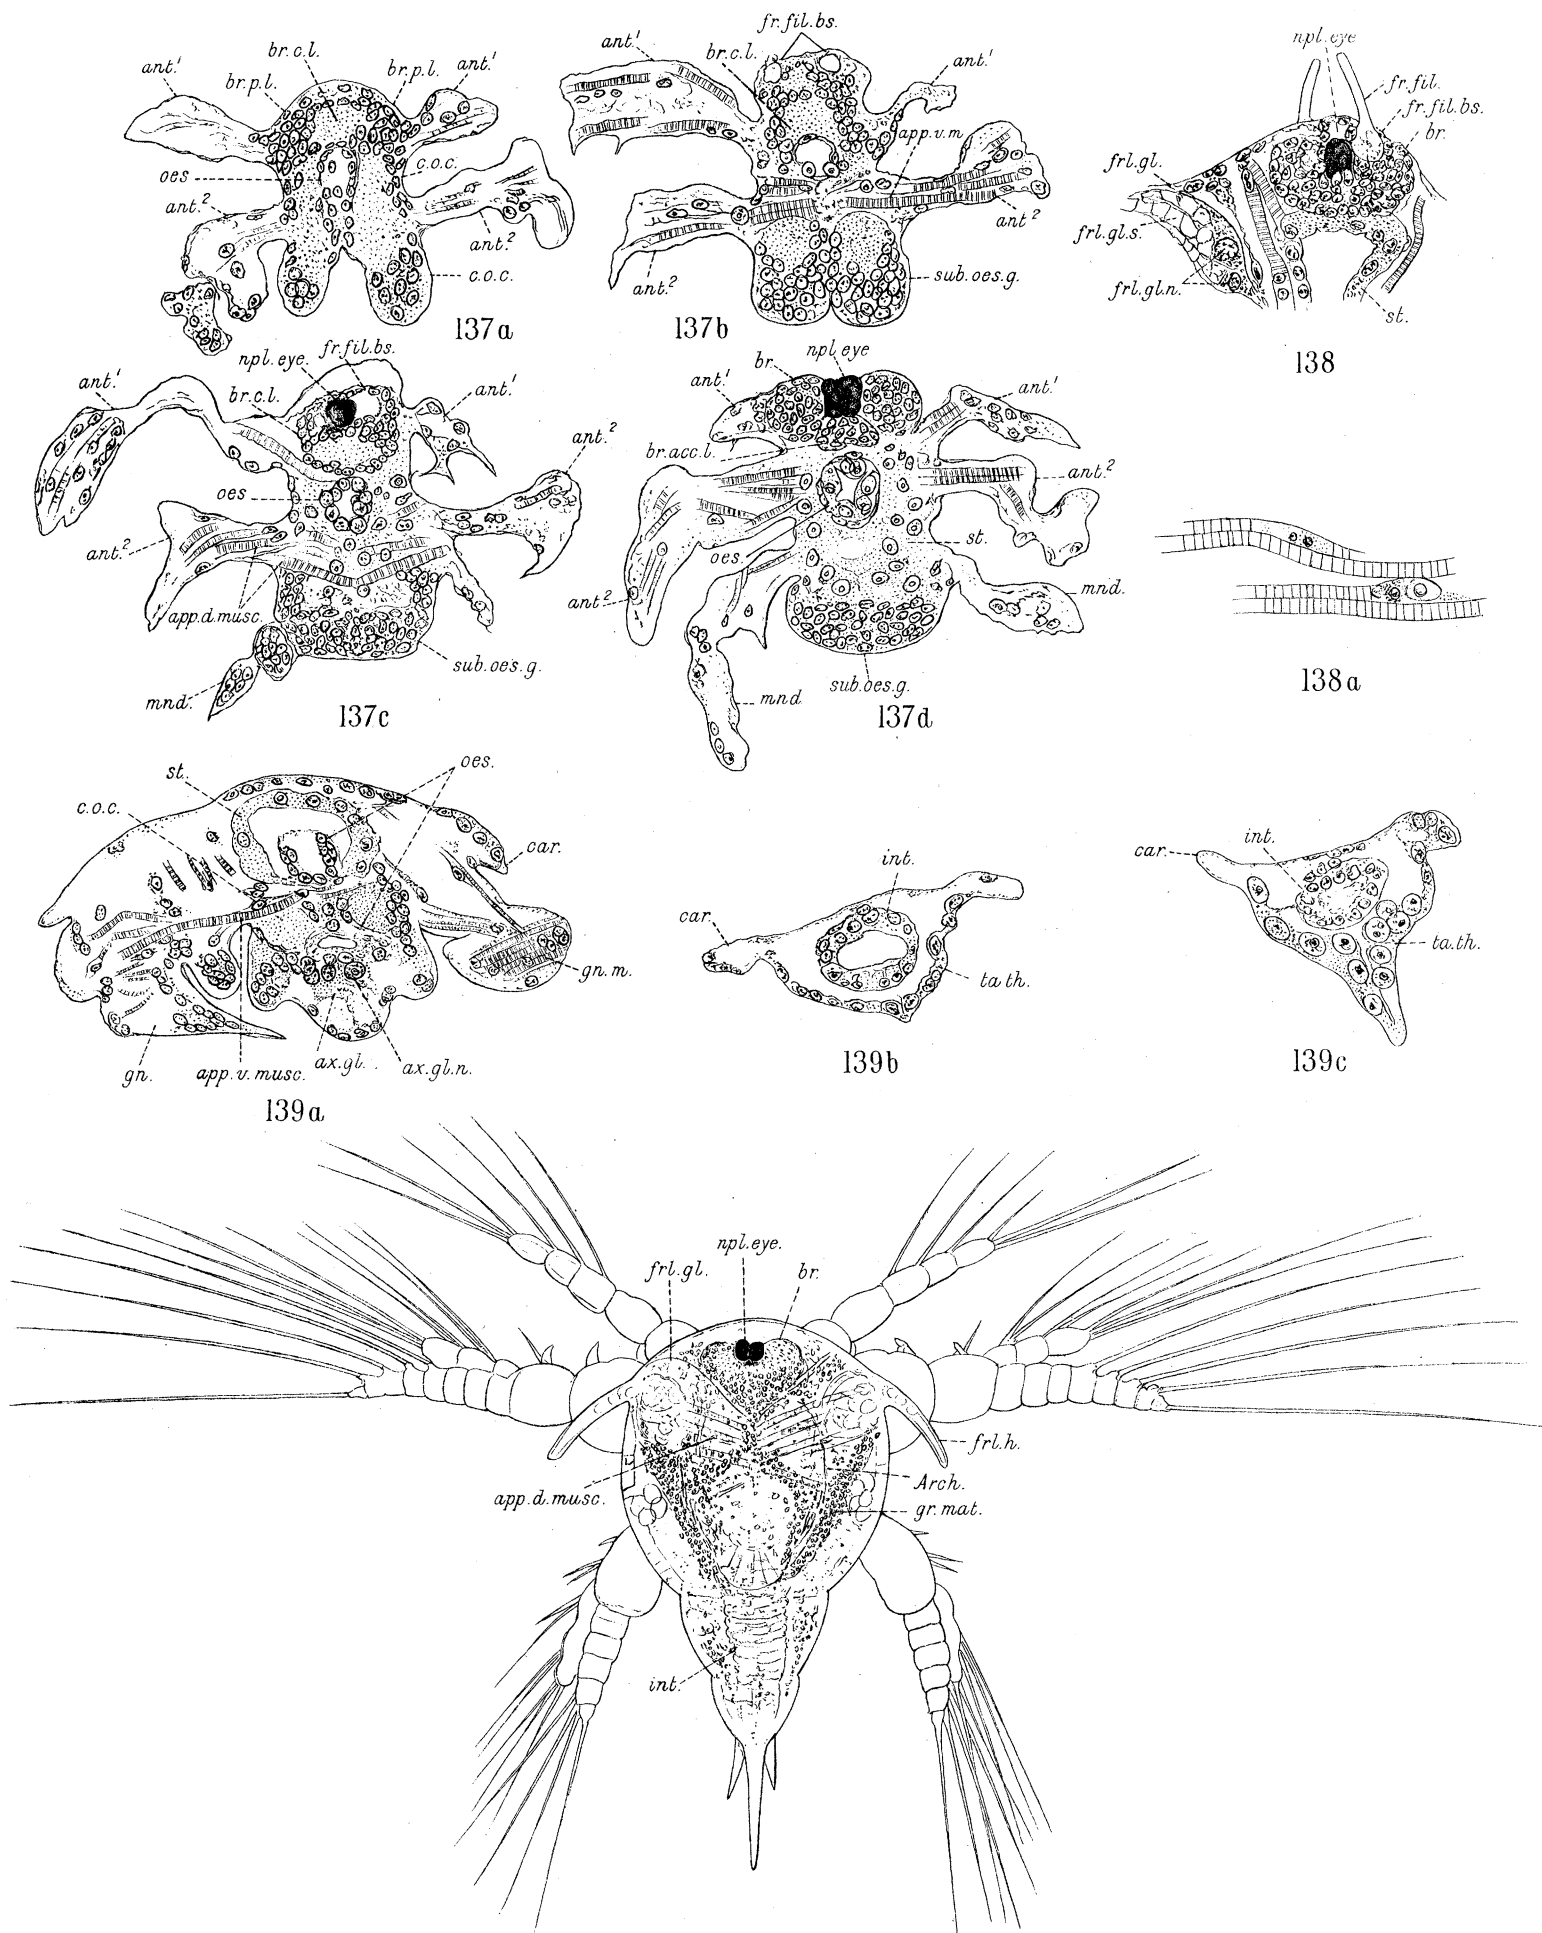 ant.¹
br.p.l.
br.c.l.
br.p.l.
ant.¹
oes
c.o.c.
ant.²
ant.²
c.o.c.
137a
ant.¹
br.c.l.
fr.fil.bs.
ant.¹
app.v.m
ant.²
ant.²
sub.oes.g.
137b
npl.eye
fr.fil.
fr.fil.bs.
br.
frl.gl.
frl.gl.s.
frl.gl.n.
st.
138
ant.¹
npl.eye.
fr.fil.bs.
br.c.l.
ant.¹
ant.²
oes
ant.²
app.d.musc.
sub.oes.g.
mnd.
137c
br.
npl.eye
ant.¹
ant.¹
br.acc.l.
ant.²
oes.
st.
ant.²
mnd.
sub.oes.g.
mnd
137d
138a
st.
oes.
c.o.c.
car.
gn.m.
gn.
app.v.musc.
ax.gl.
ax.gl.n.
139a
int.
car.
ta.th.
139b
int.
car.
ta.th.
139c
npl.eye.
frl.gl.
br.
frl.h.
app.d.musc.
Arch.
gr.mat.
int.